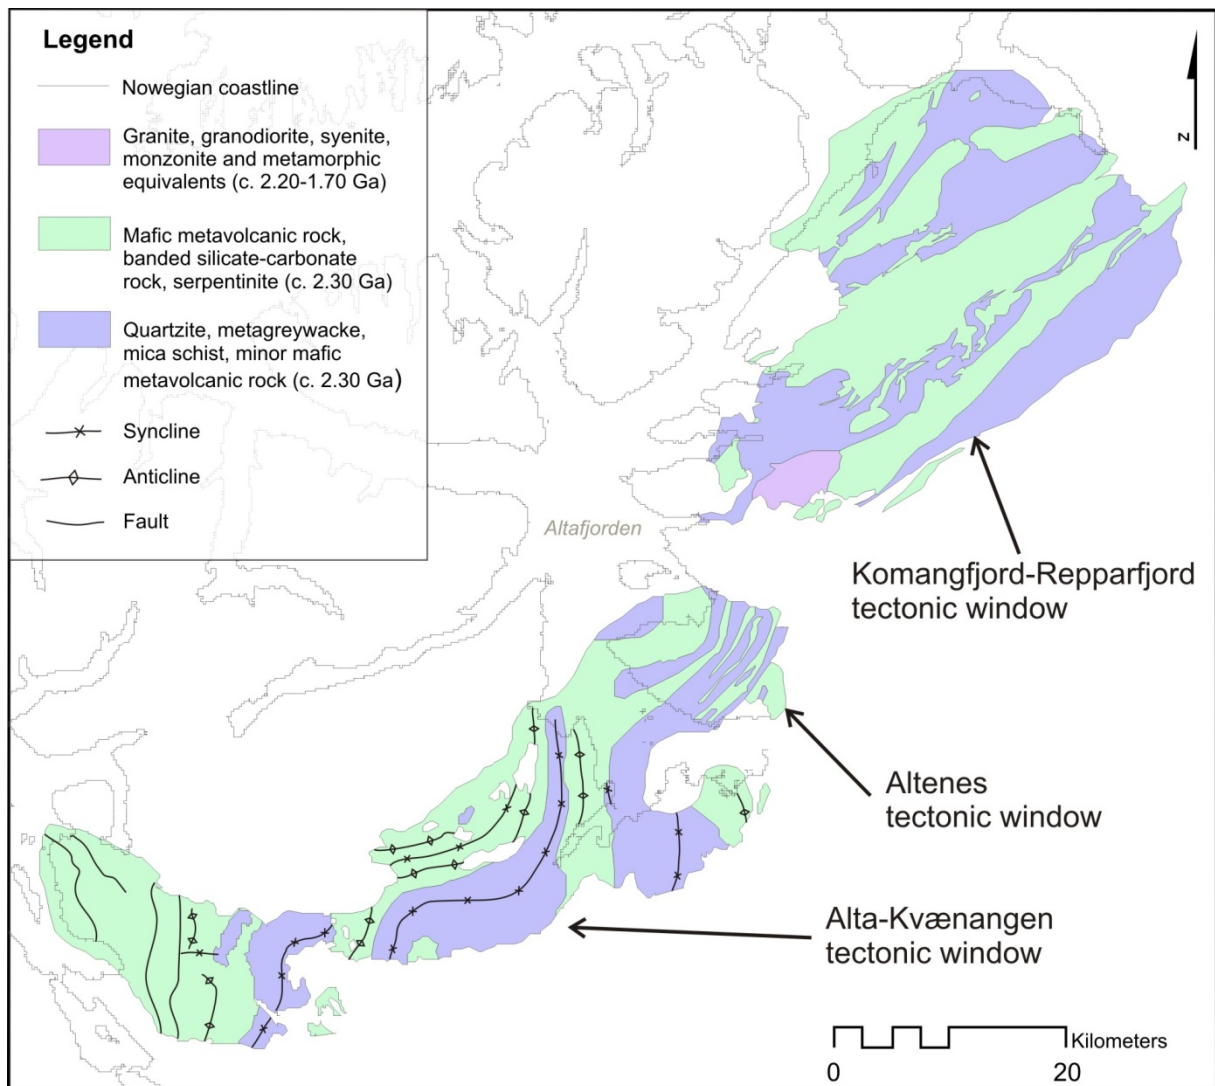 Legend
Nowegian coastline
Granite, granodiorite, syenite,
monzonite and metamorphic
equivalents (c. 2.20-1.70 Ga)
Mafic metavolcanic rock,
banded silicate-carbonate
rock, serpentinite (c. 2.30 Ga)
Quartzite, metagreywacke,
mica schist, minor mafic
metavolcanic rock (c. 2.30 Ga)
Syncline
Anticline
Fault
N
Altafjorden
Komangfjord-Repparfjord
tectonic window
Altenes
tectonic window
Alta-Kvænangen
tectonic window
Kilometers
0 20